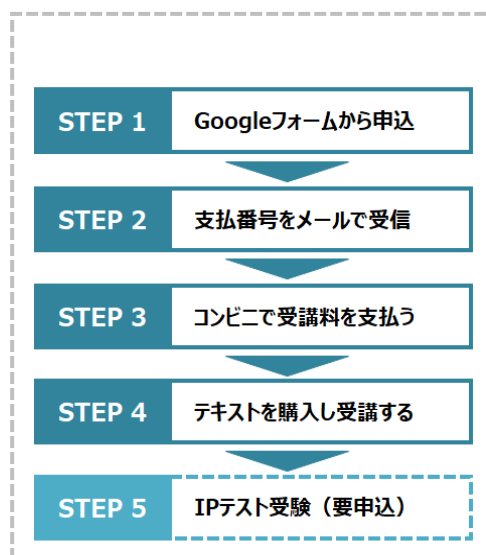 STEP 1 Googleフォームから申込
STEP 2 支払番号をメールで受信
STEP 3 コンビニで受講料を支払う
STEP 4 テキストを購入し受講する
STEP 5 IPテスト受験（要申込）